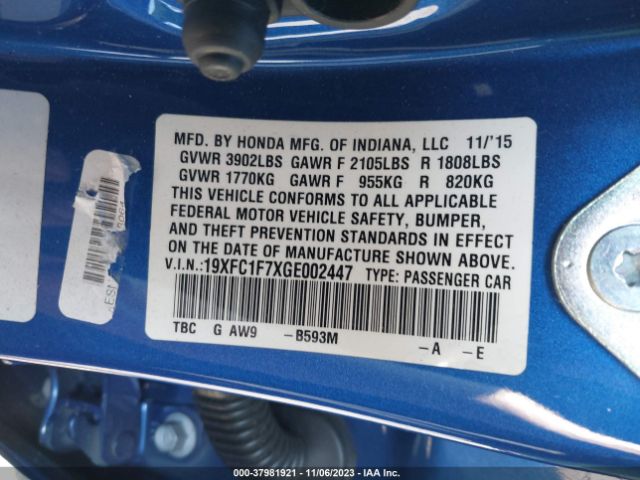 MFD. BY HONDA MFG. OF INDIANA, LLC 11/'15
GVWR 3902LBS GAWR F 2105LBS R 1808LBS
GVWR 1770KG GAWR F 955KG R 820KG
THIS VEHICLE CONFORMS TO ALL APPLICABLE
FEDERAL MOTOR VEHICLE SAFETY, BUMPER,
AND THEFT PREVENTION STANDARDS IN EFFECT
ON THE DATE OF MANUFACTURE SHOWN ABOVE.
V.I.N.:19XFC1F7XGE002447 TYPE: PASSENGER CAR
TBC G AW9 -B593M -A -E
000-37981921 - 11/06/2023 - IAA Inc.